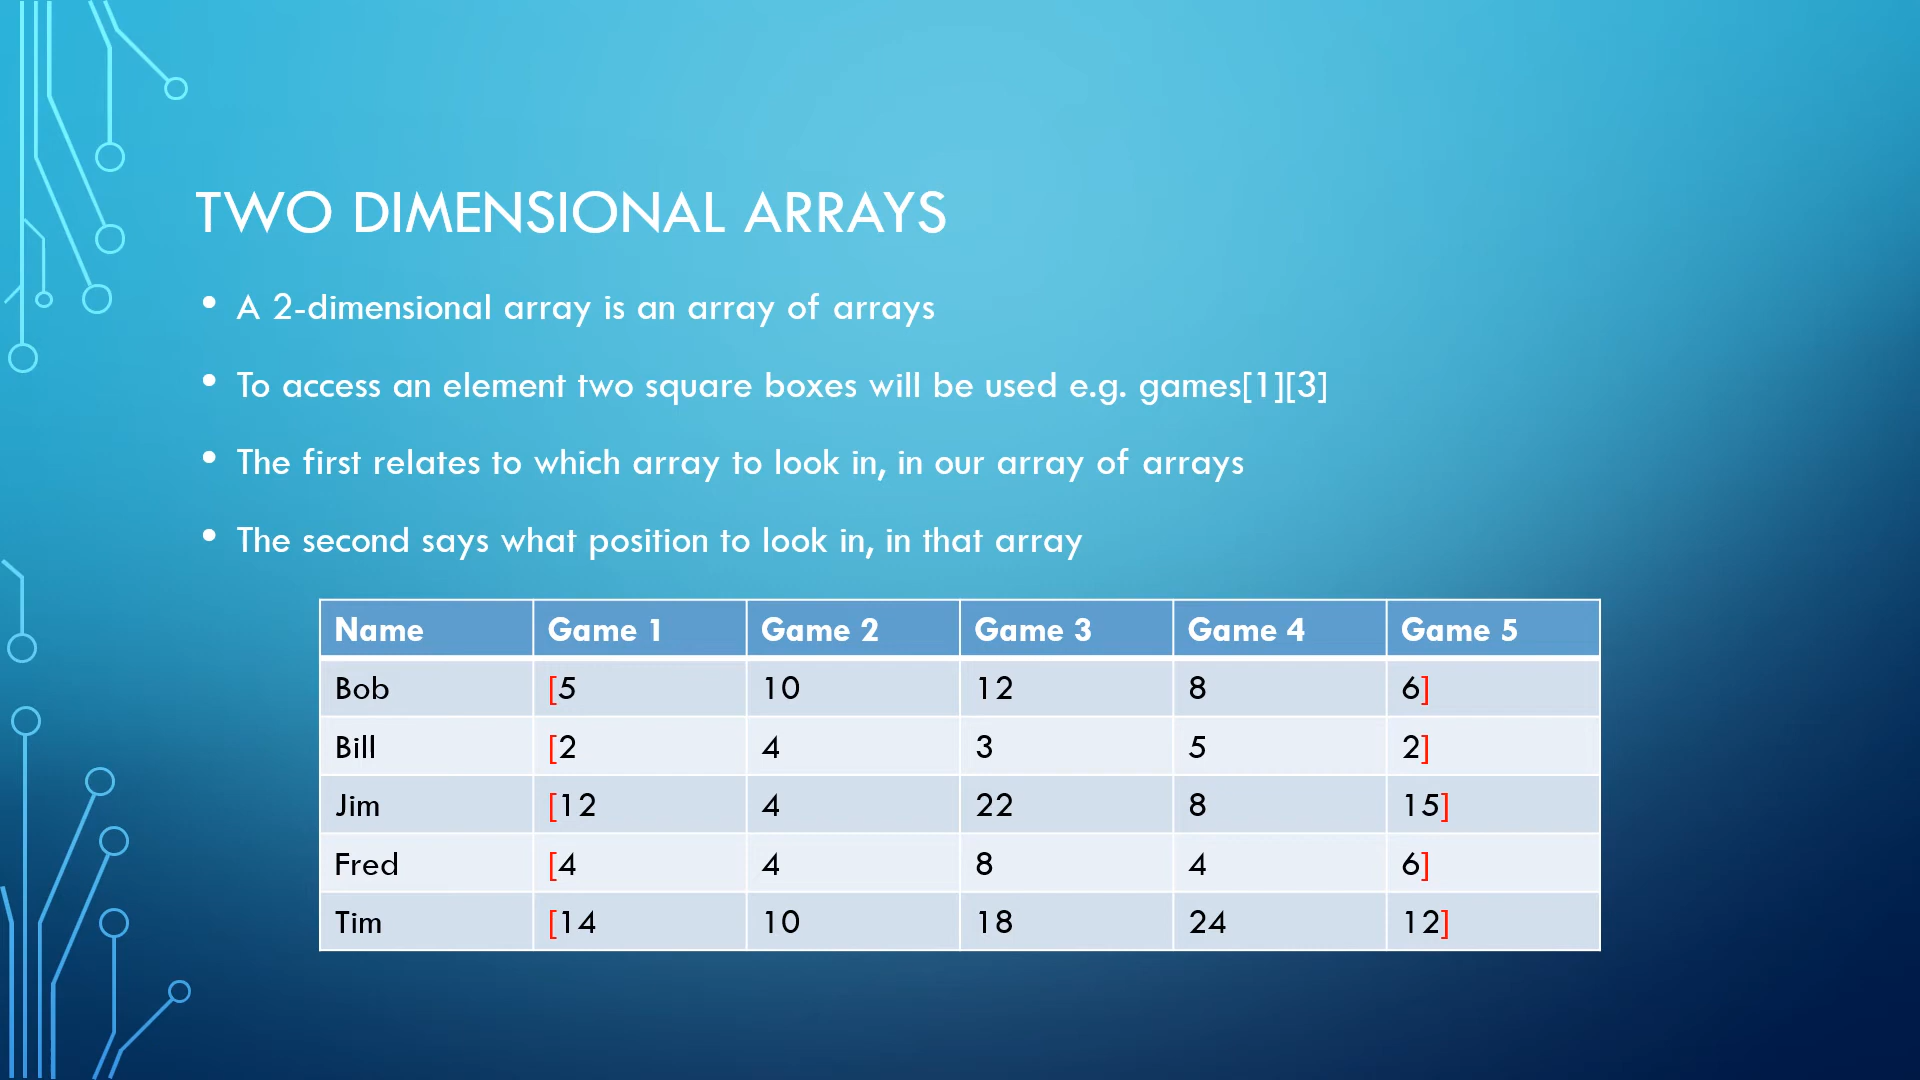 TWO DIMENSIONAL ARRAYS
• A 2-dimensional array is an array of arrays
• To access an element two square boxes will be used e.g. games[1][3]
• The first relates to which array to look in, in our array of arrays
• The second says what position to look in, in that array
Name Game 1 Game 2 Game 3 Game 4 Game 5
Bob [5 10 12 8 6]
Bill [2 4 3 5 2]
Jim [12 4 22 8 15]
Fred [4 4 8 4 6]
Tim [14 10 18 24 12]